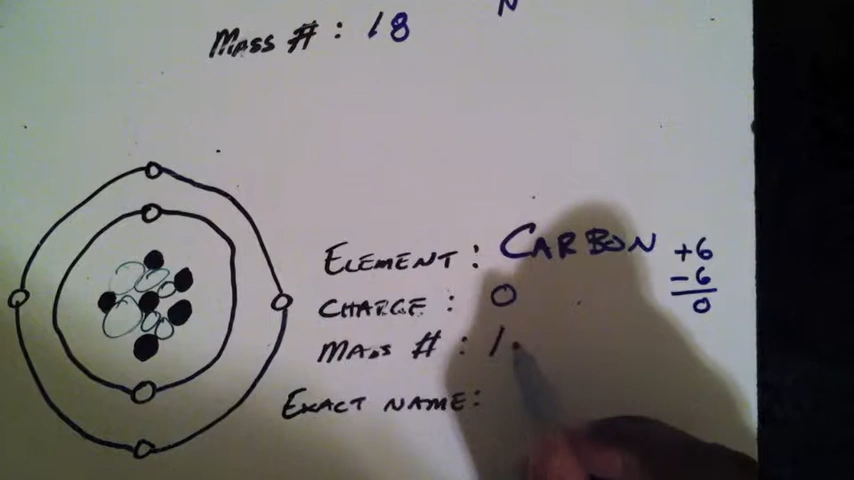 N
MASS # : 18
ELEMENT : CARBON +6
-6
CHARGE : 0 0
MASS # : 1
EXACT NAME: